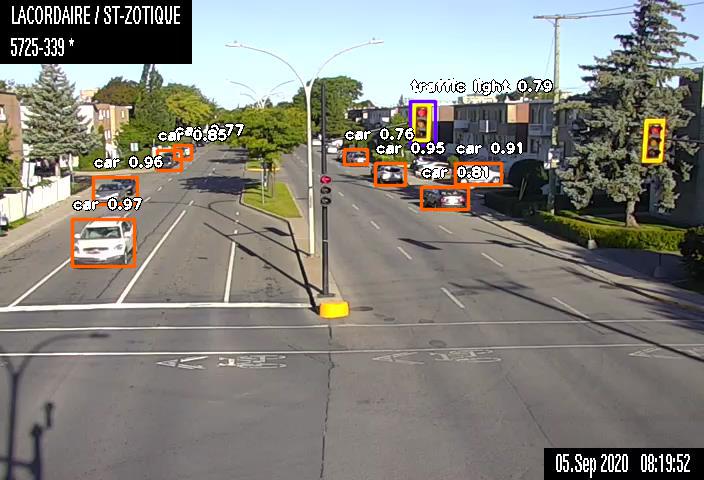 LACORDAIRE / ST-ZOTIQUE
5725-339 *
traffic light 0.79
car 0.76
car 0.85
0.77
car 0.95
car 0.91
car 0.96
car 0.81
car 0.97
05.Sep 2020 08:19:52